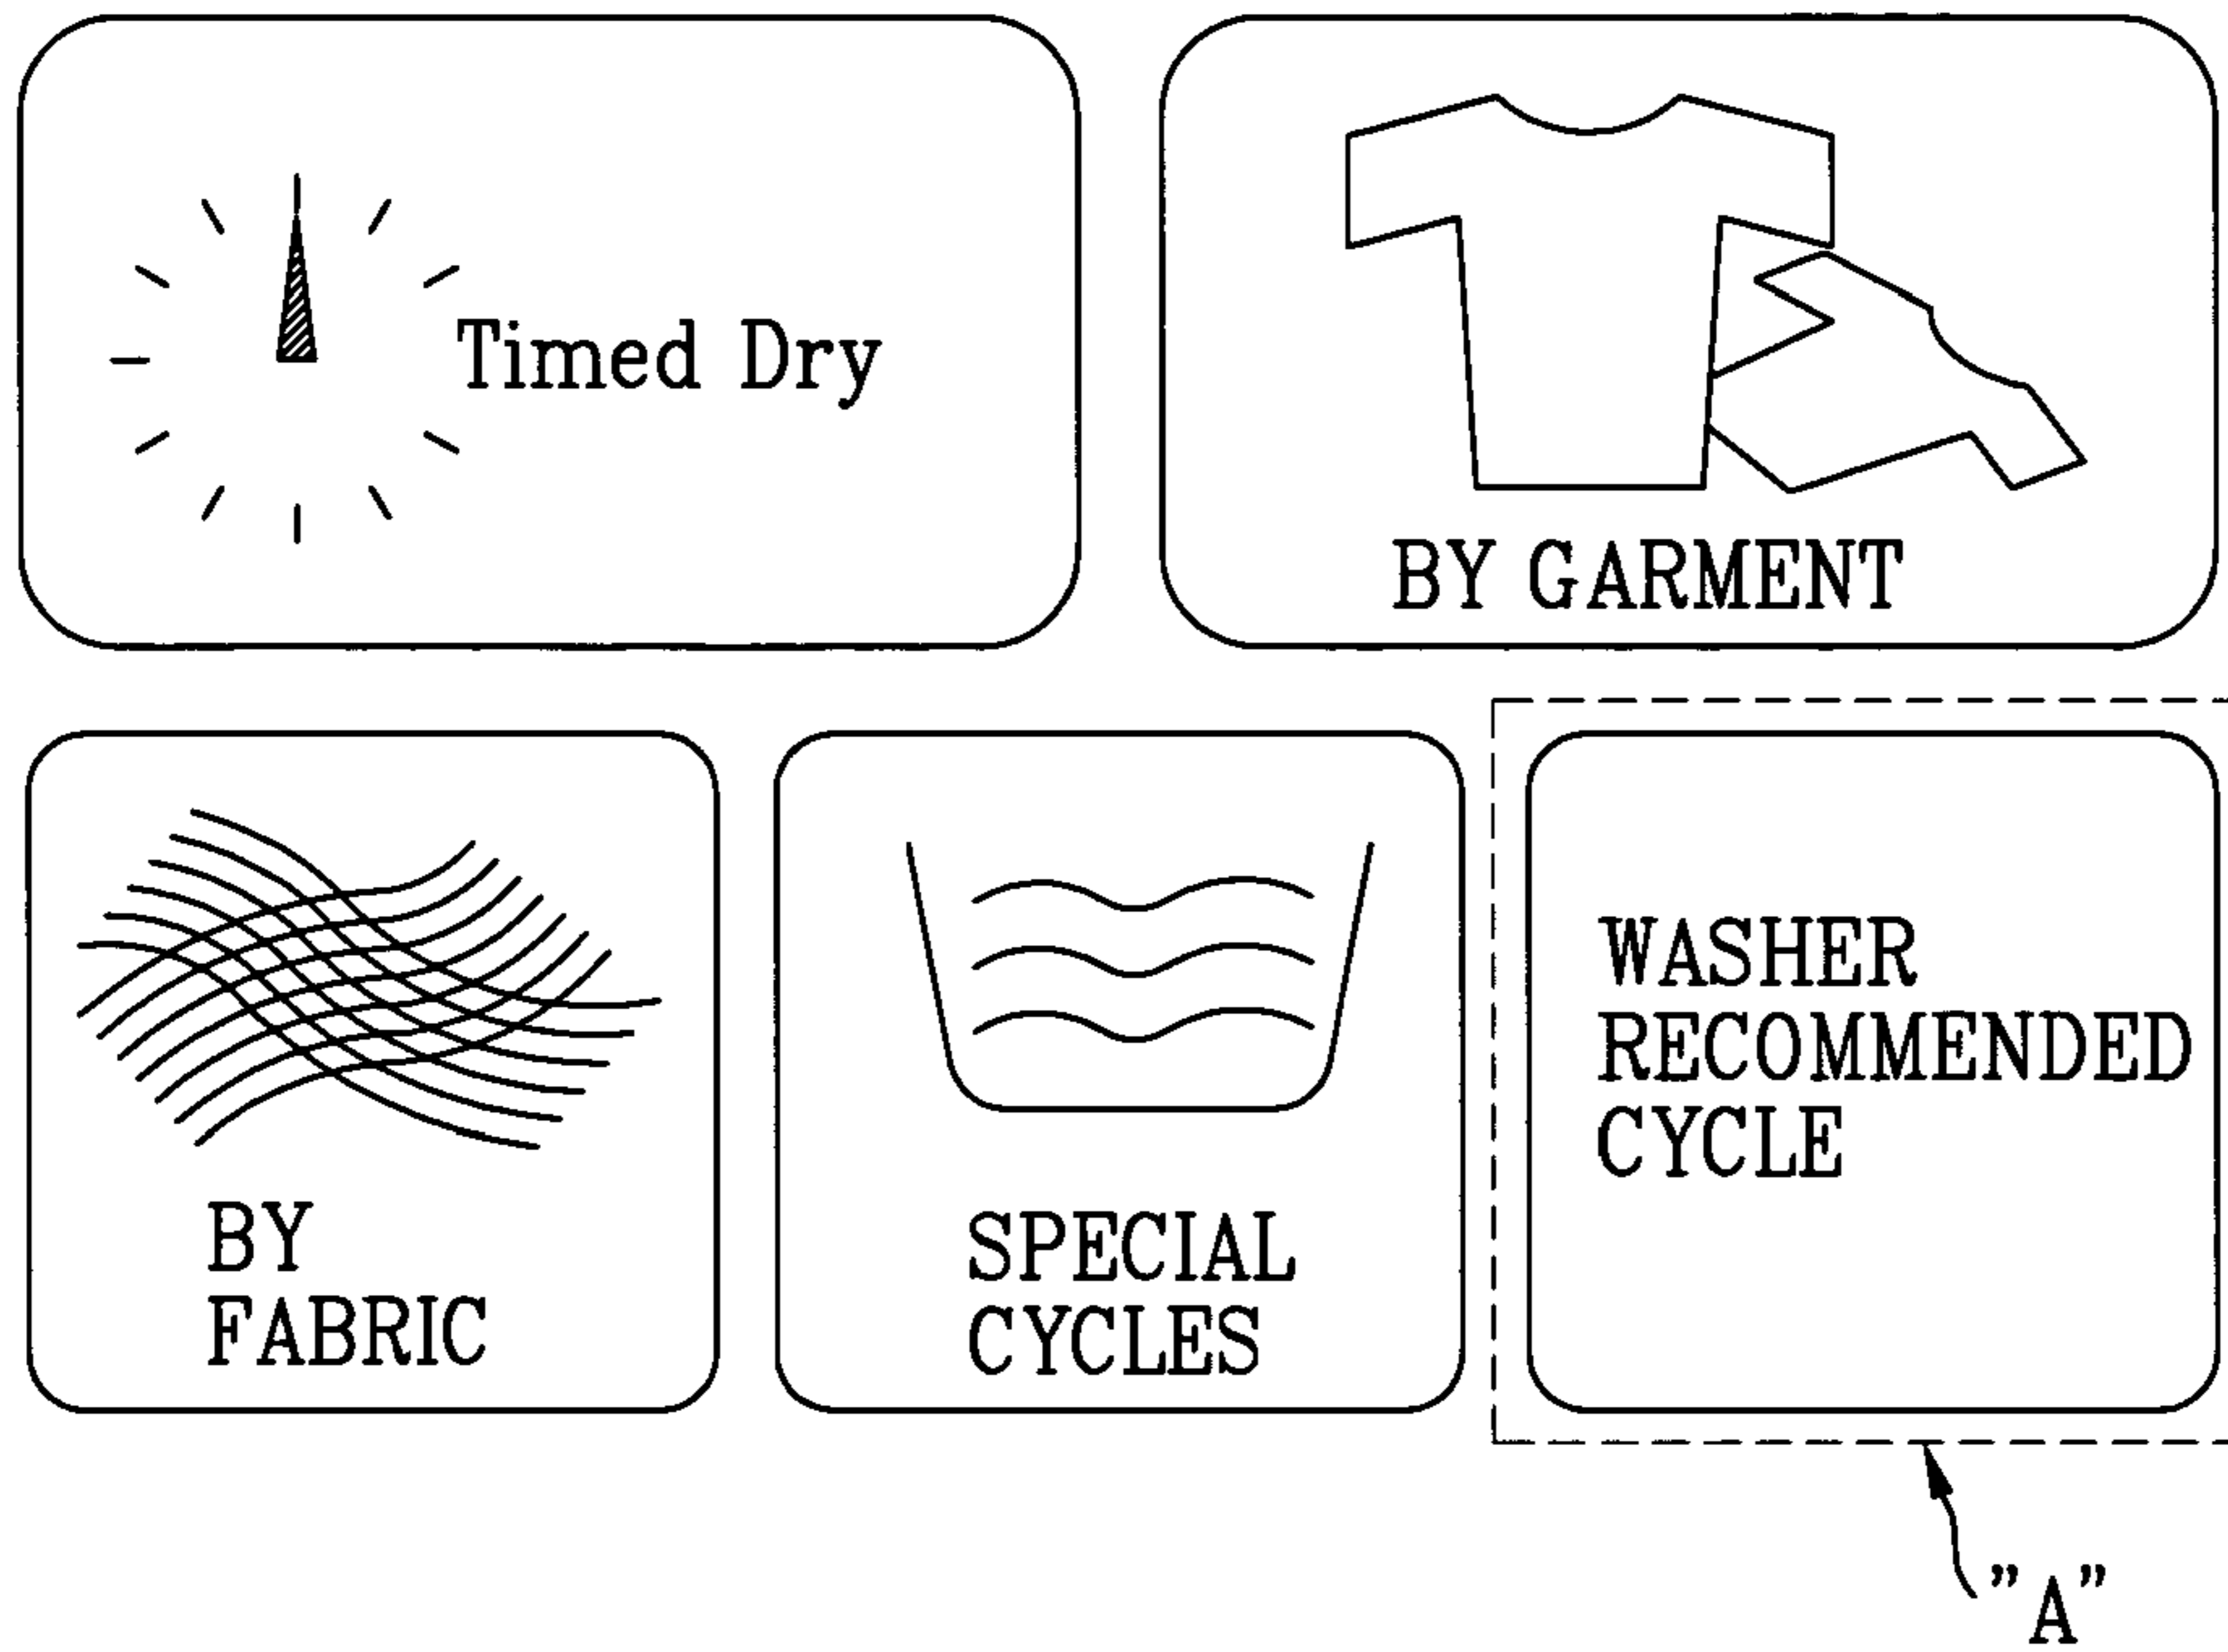 Timed Dry
BY GARMENT
BY
FABRIC
SPECIAL
CYCLES
WASHER
RECOMMENDED
CYCLE
"A"